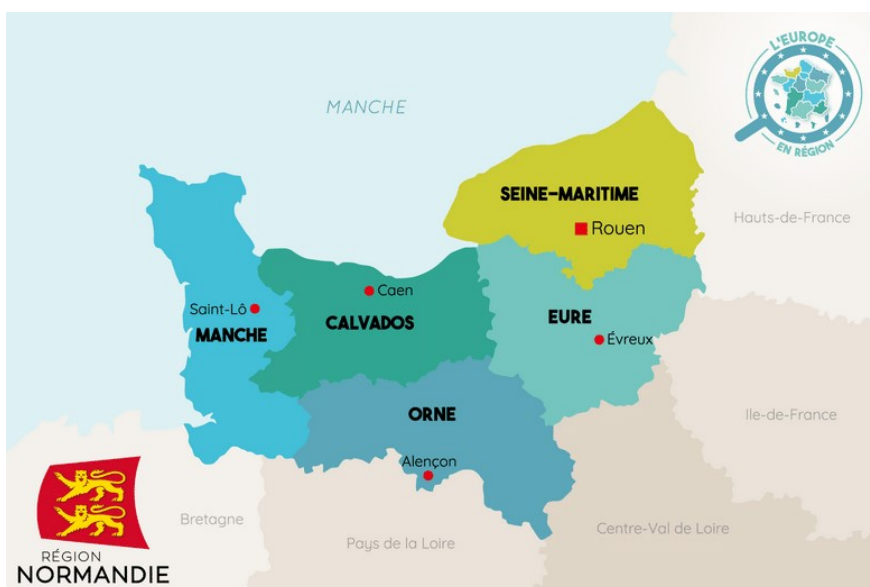 L'EUROPE
EN RÉGION
MANCHE
SEINE-MARITIME
Rouen
Hauts-de-France
Caen
Saint-Lô
MANCHE
CALVADOS
EURE
Évreux
ORNE
Ile-de-France
Alençon
Bretagne
Pays de la Loire
Centre-Val de Loire
RÉGION
NORMANDIE